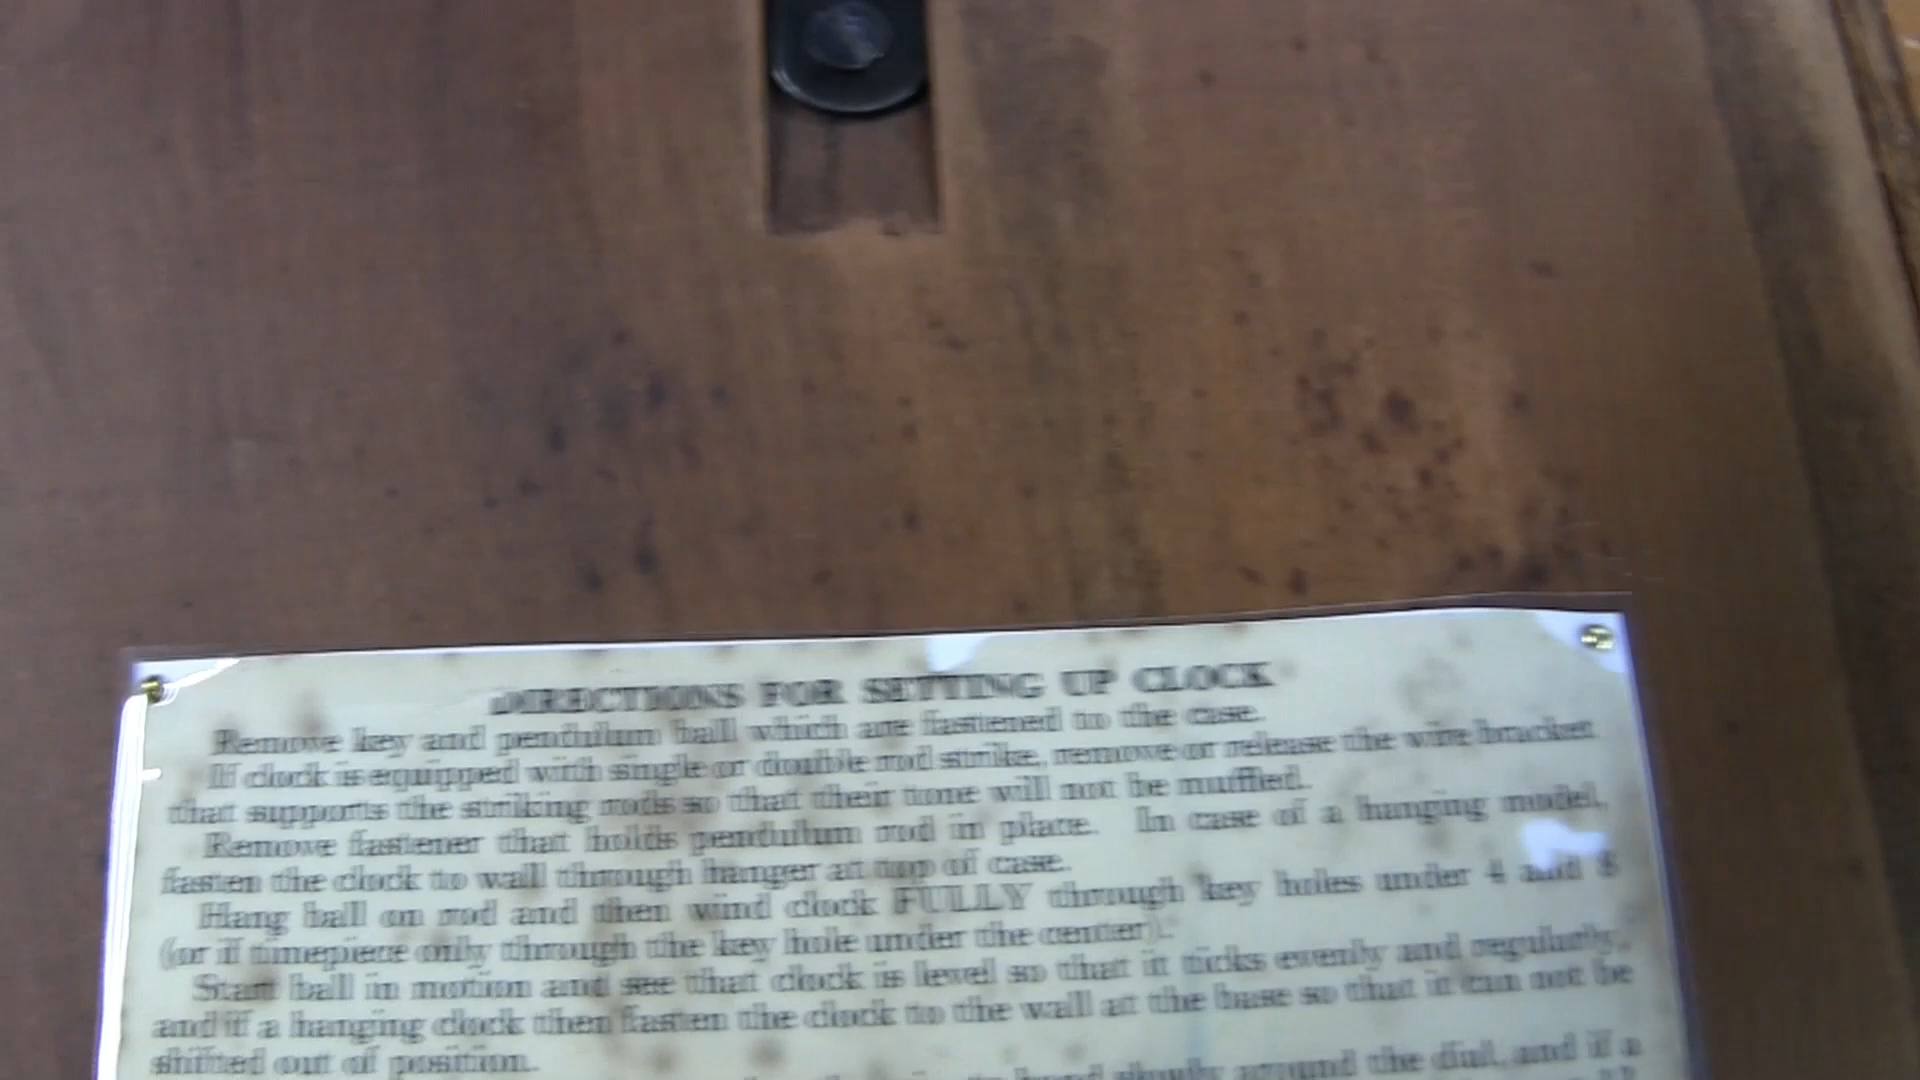 DIRECTIONS FOR SETTING UP CLOCK
Remove key and pendulum ball which are fastened to the case.
If clock is equipped with single or double rod strike, remove or release the wire bracket
that supports the striking rods so that their tone will not be muffled.
Remove fastener that holds pendulum rod in place. In case of a hanging model,
fasten the clock to wall through hanger at top of case.
Hang ball on rod and then wind clock FULLY through key holes under 4 and 8
(or if timepiece only through the key hole under the center).
Start ball in motion and see that clock is level so that it ticks evenly and regularly,
and if a hanging clock then fasten the clock to the wall at the base so that it can not be
shifted out of position.
hand slowly around the dial, and if a